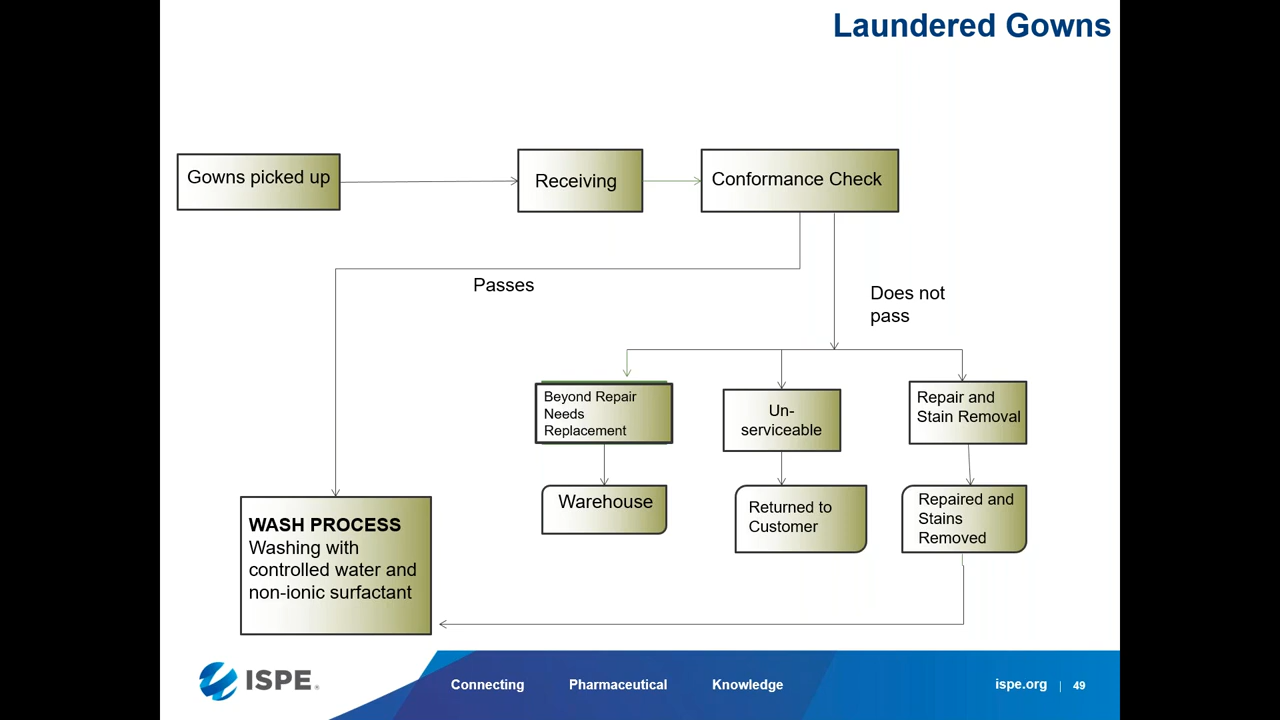 Laundered Gowns
Gowns picked up
Receiving
Conformance Check
Passes
Does not
pass
Beyond Repair
Needs
Replacement
Un-
serviceable
Repair and
Stain Removal
Warehouse
Returned to
Customer
Repaired and
Stains
Removed
WASH PROCESS
Washing with
controlled water and
non-ionic surfactant
ISPE®
Connecting Pharmaceutical Knowledge
ispe.org | 49